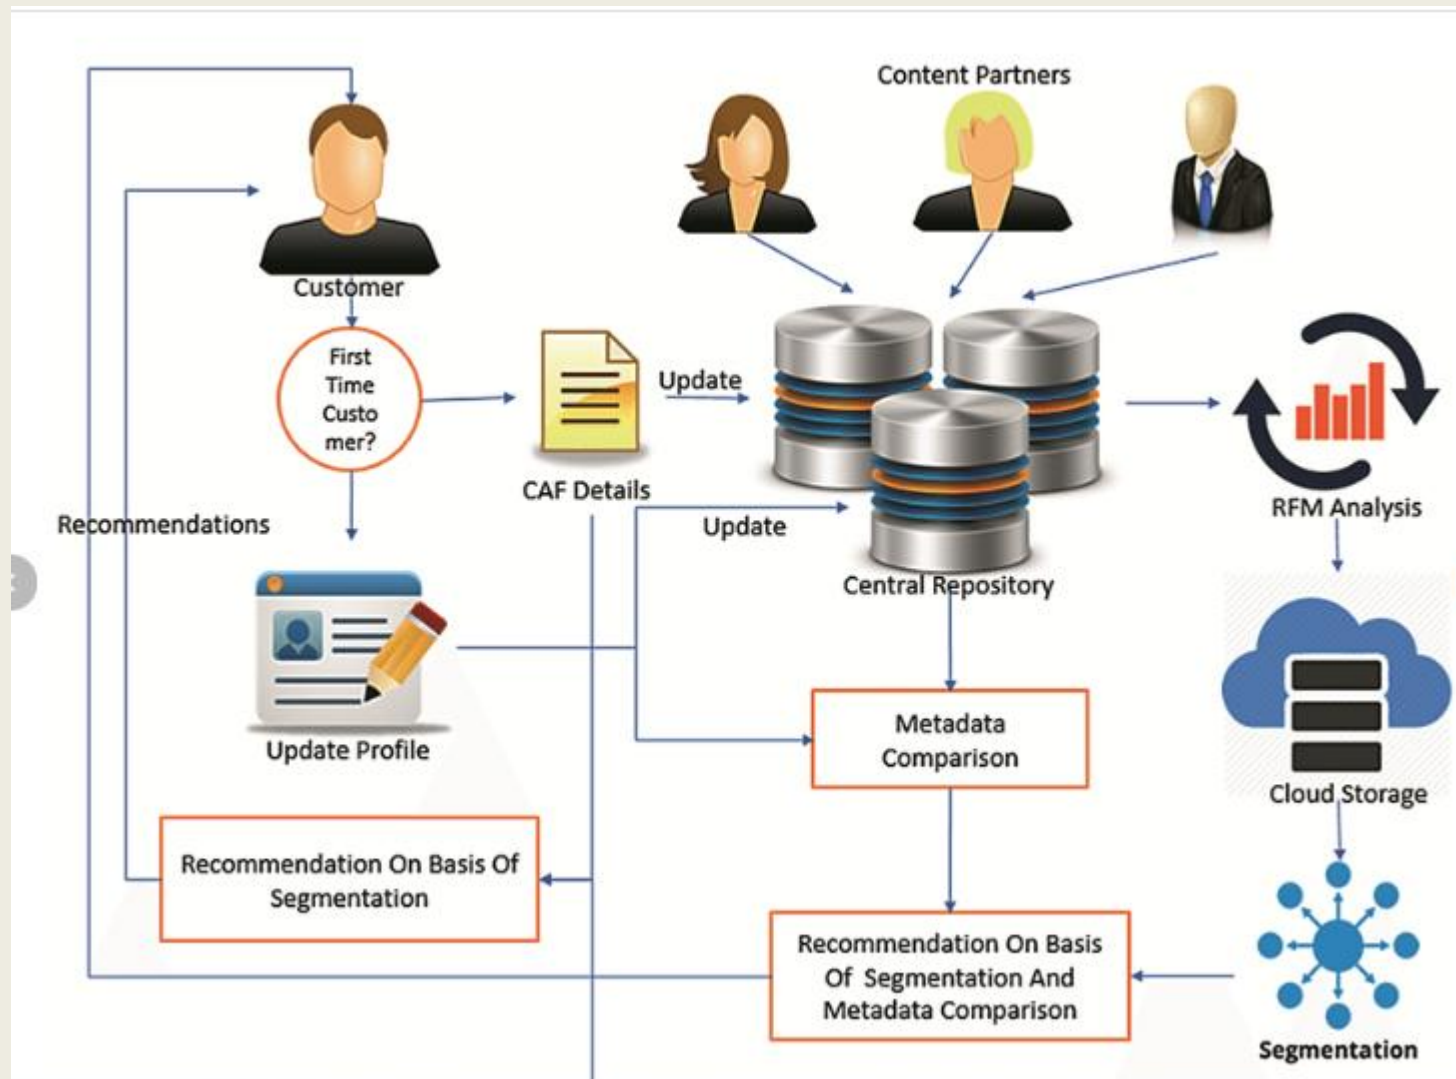 Content Partners
Customer
First
Time
Custo
mer?
Update
CAF Details
RFM Analysis
Recommendations
Update
Central Repository
Metadata
Comparison
Update Profile
Cloud Storage
Recommendation On Basis Of
Segmentation
Recommendation On Basis
Of Segmentation And
Metadata Comparison
Segmentation